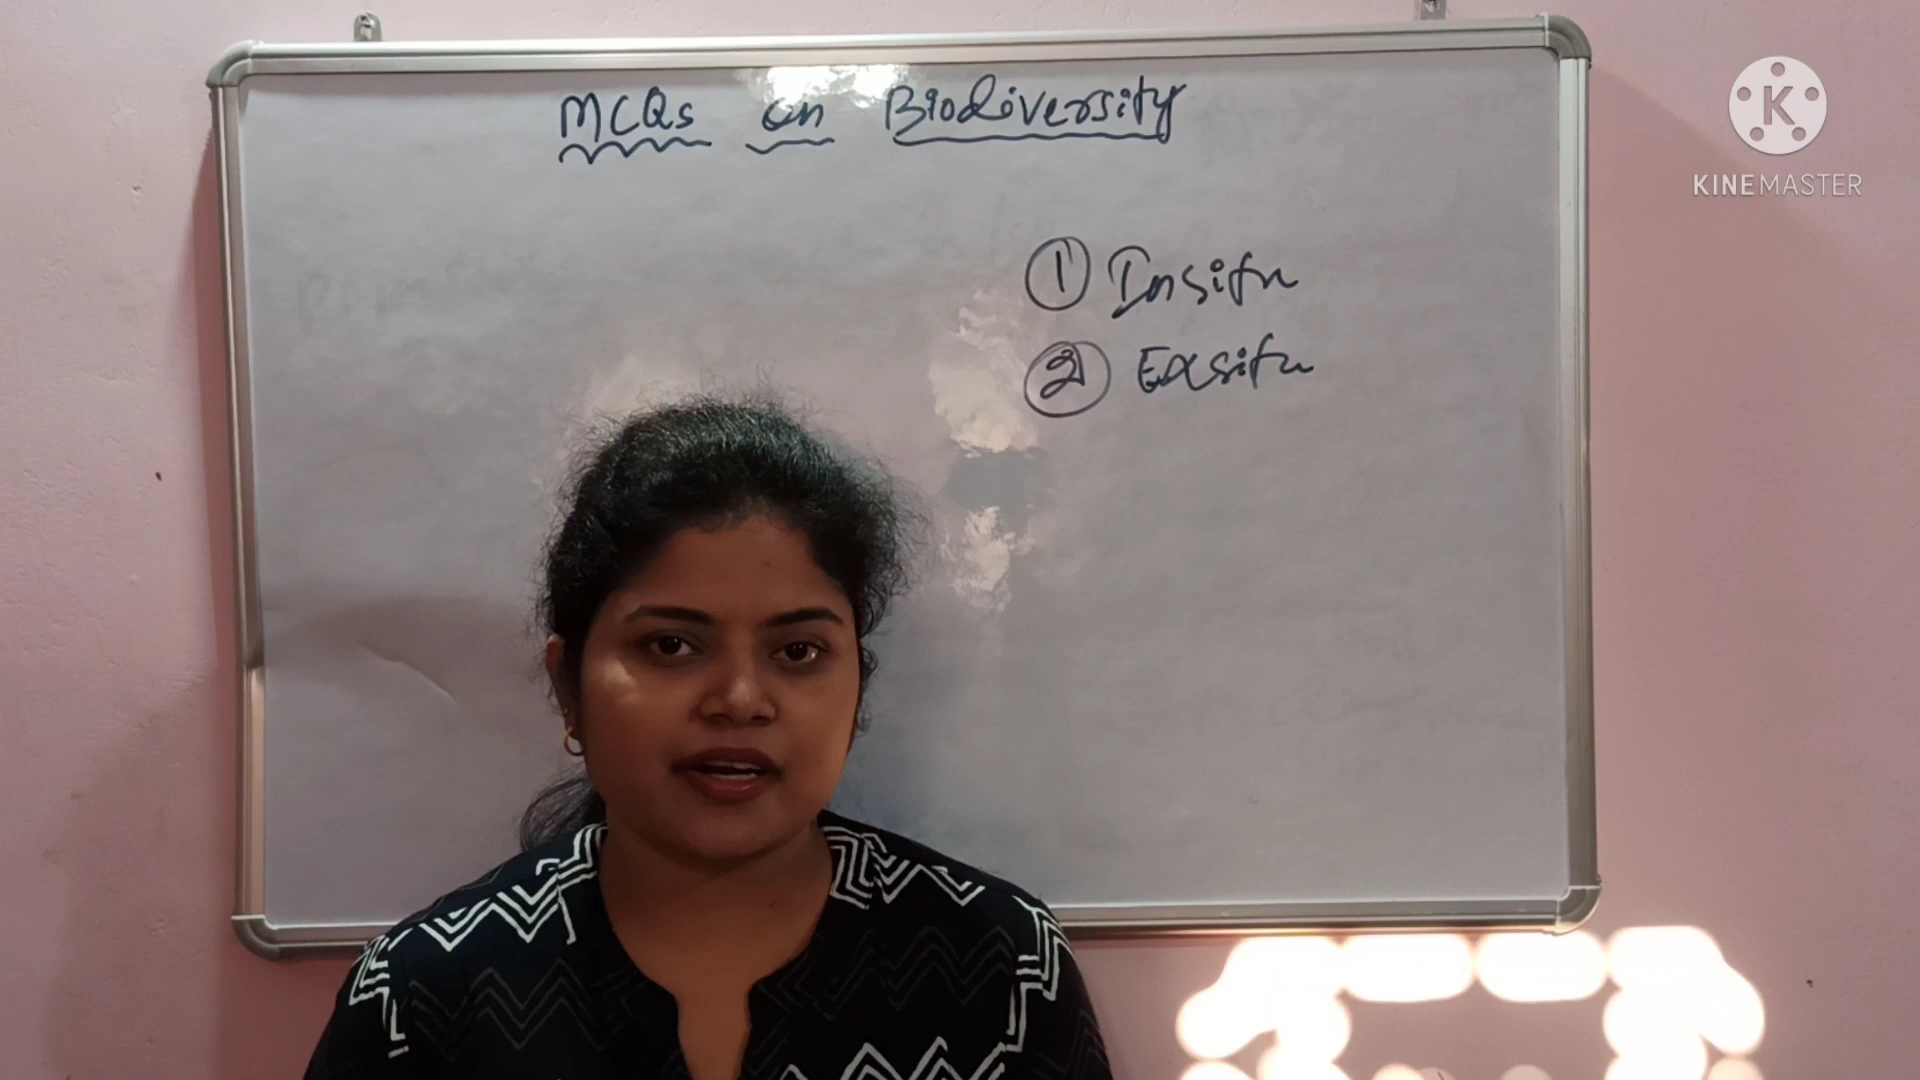 MCQs on Biodiversity
① Insitu
② Exsitu
K
KINEMASTER